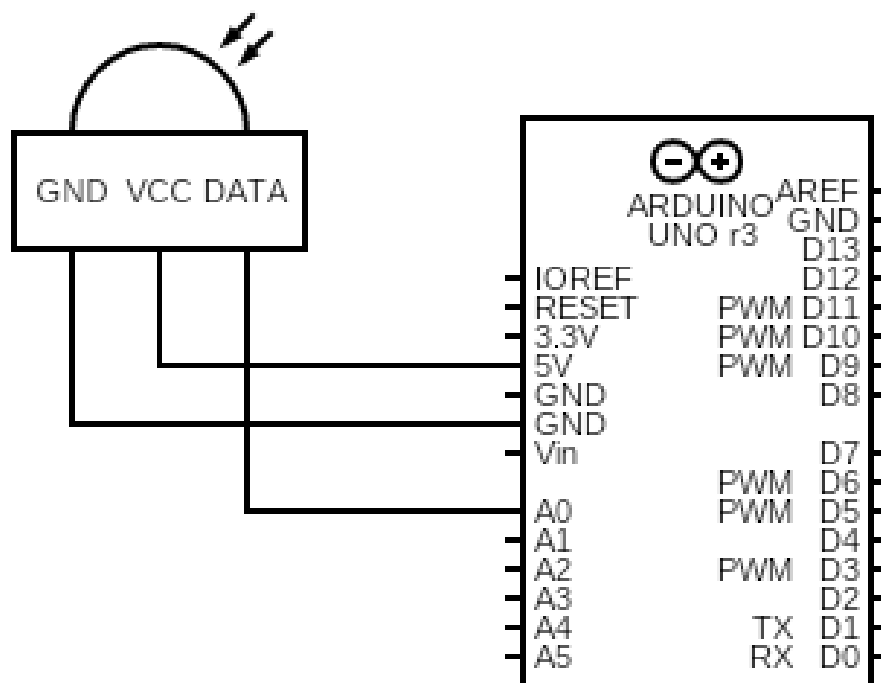 GND VCC DATA
ARDUINO
UNO r3
IOREF
RESET
3.3V
5V
GND
GND
Vin
A0
A1
A2
A3
A4
A5
AREF
GND
D13
D12
PWM D11
PWM D10
PWM D9
D8
D7
PWM D6
PWM D5
D4
PWM D3
D2
TX D1
RX D0